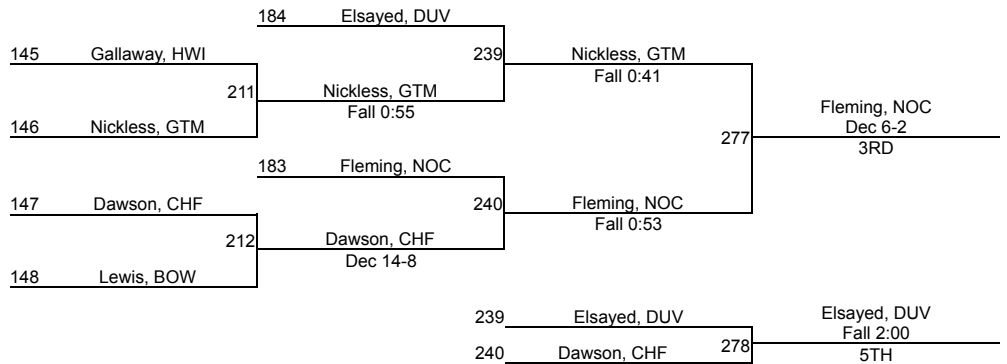 184 Elsayed, DUV
145 Gallaway, HWI
239 Nickless, GTM
Fall 0:41
211 Nickless, GTM
Fall 0:55
Fleming, NOC
146 Nickless, GTM
Dec 6-2
277
3RD
183 Fleming, NOC
147 Dawson, CHF
240 Fleming, NOC
Fall 0:53
212 Dawson, CHF
Dec 14-8
148 Lewis, BOW
239 Elsayed, DUV
Elsayed, DUV
Fall 2:00
278
240 Dawson, CHF
5TH